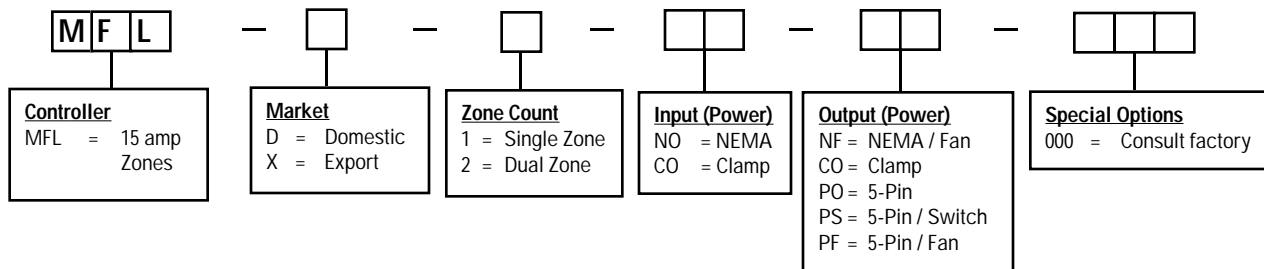 M F L – – – – –
Controller
MFL = 15 amp
Zones
Market
D = Domestic
X = Export
Zone Count
1 = Single Zone
2 = Dual Zone
Input (Power)
NO = NEMA
CO = Clamp
Output (Power)
NF = NEMA / Fan
CO = Clamp
PO = 5-Pin
PS = 5-Pin / Switch
PF = 5-Pin / Fan
Special Options
000 = Consult factory